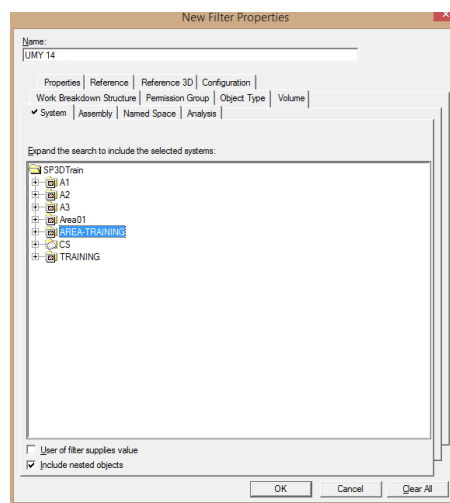 New Filter Properties
Name:
UMY 14
Properties Reference Reference 3D Configuration
Work Breakdown Structure Permission Group Object Type Volume
System Assembly Named Space Analysis
Expand the search to include the selected systems:
SP3DTrain
A1
A2
A3
Area01
AREA-TRAINING
CS
TRAINING
User of filter supplies value
Include nested objects
OK Cancel Clear All